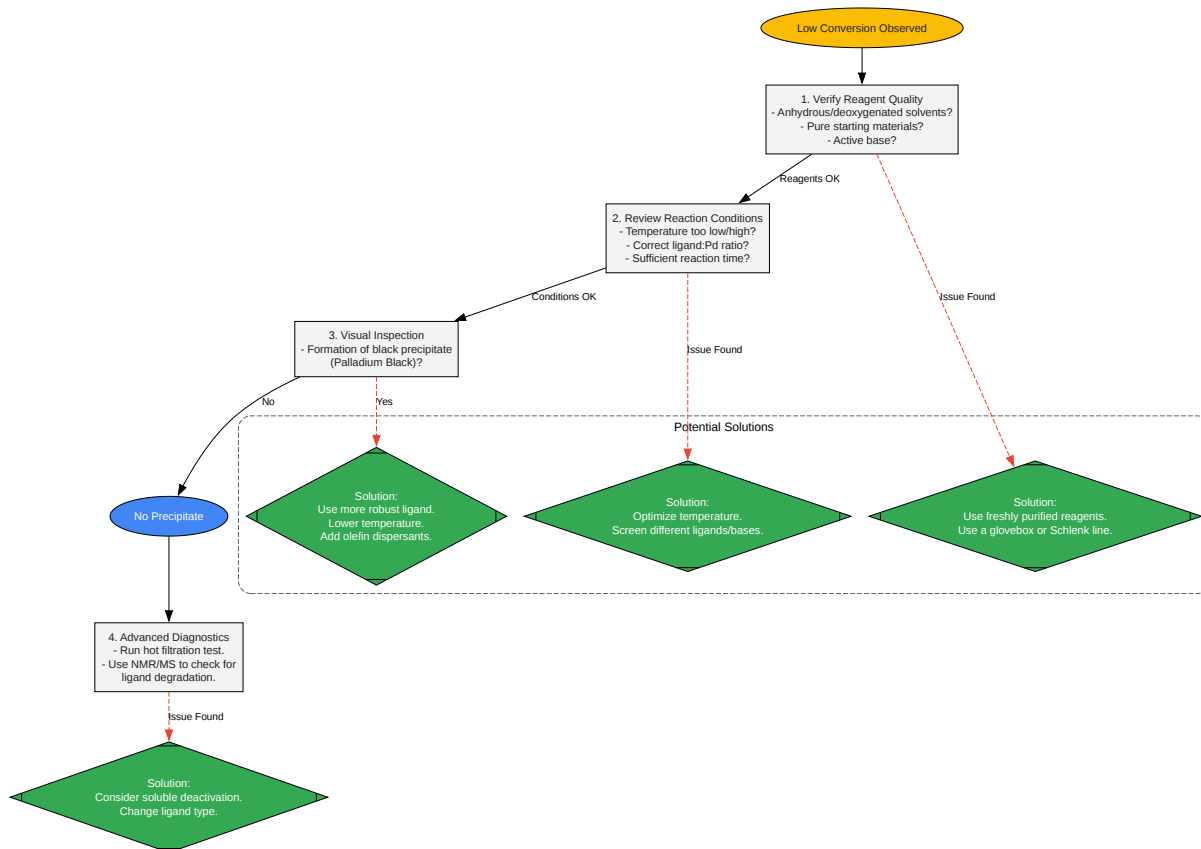 Low Conversion Observed
1. Verify Reagent Quality
- Anhydrous/deoxygenated solvents?
- Pure starting materials?
- Active base?
Reagents OK
2. Review Reaction Conditions
- Temperature too low/high?
- Correct ligand:Pd ratio?
- Sufficient reaction time?
Conditions OK
Issue Found
3. Visual Inspection
- Formation of black precipitate
(Palladium Black)?
Issue Found
No
Yes
Potential Solutions
Solution:
Use more robust ligand.
Lower temperature.
Add olefin dispersants.
Solution:
Optimize temperature.
Screen different ligands/bases.
Solution:
Use freshly purified reagents.
Use a glovebox or Schlenk line.
No Precipitate
4. Advanced Diagnostics
- Run hot filtration test.
- Use NMR/MS to check for
ligand degradation.
Issue Found
Solution:
Consider soluble deactivation.
Change ligand type.